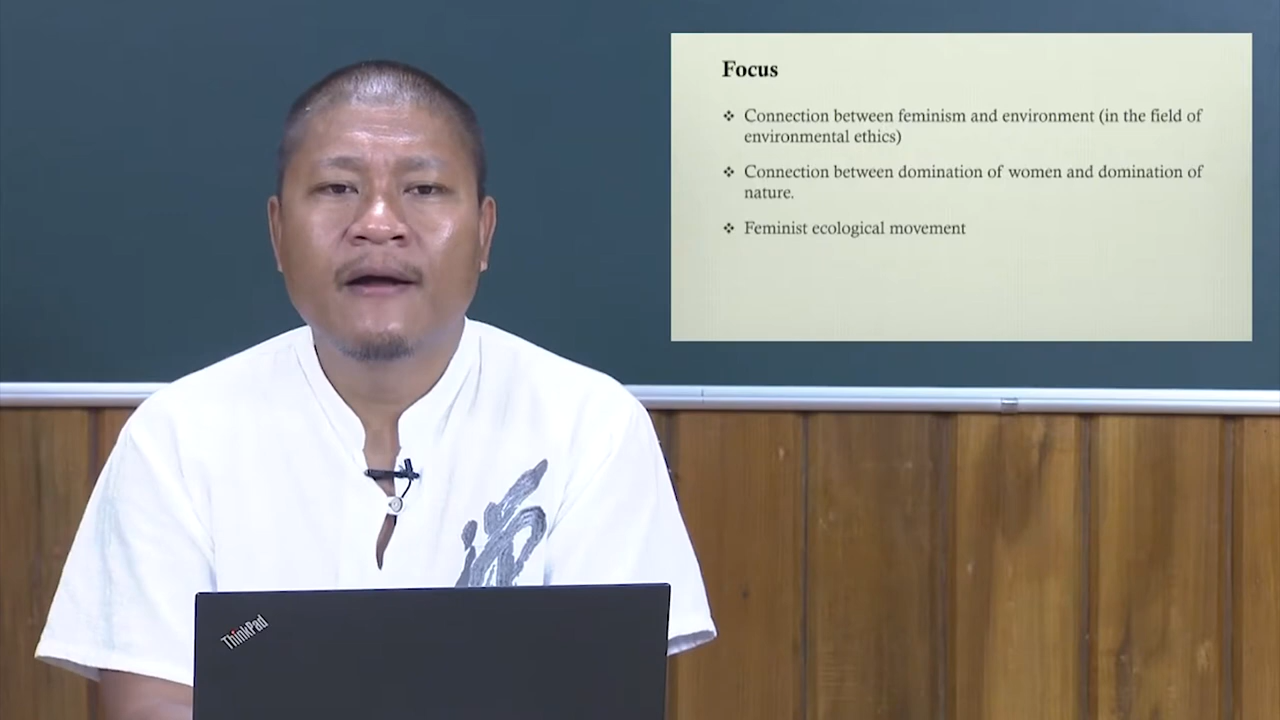 Focus
❖ Connection between feminism and environment (in the field of
environmental ethics)
❖ Connection between domination of women and domination of
nature.
❖ Feminist ecological movement
ThinkPad